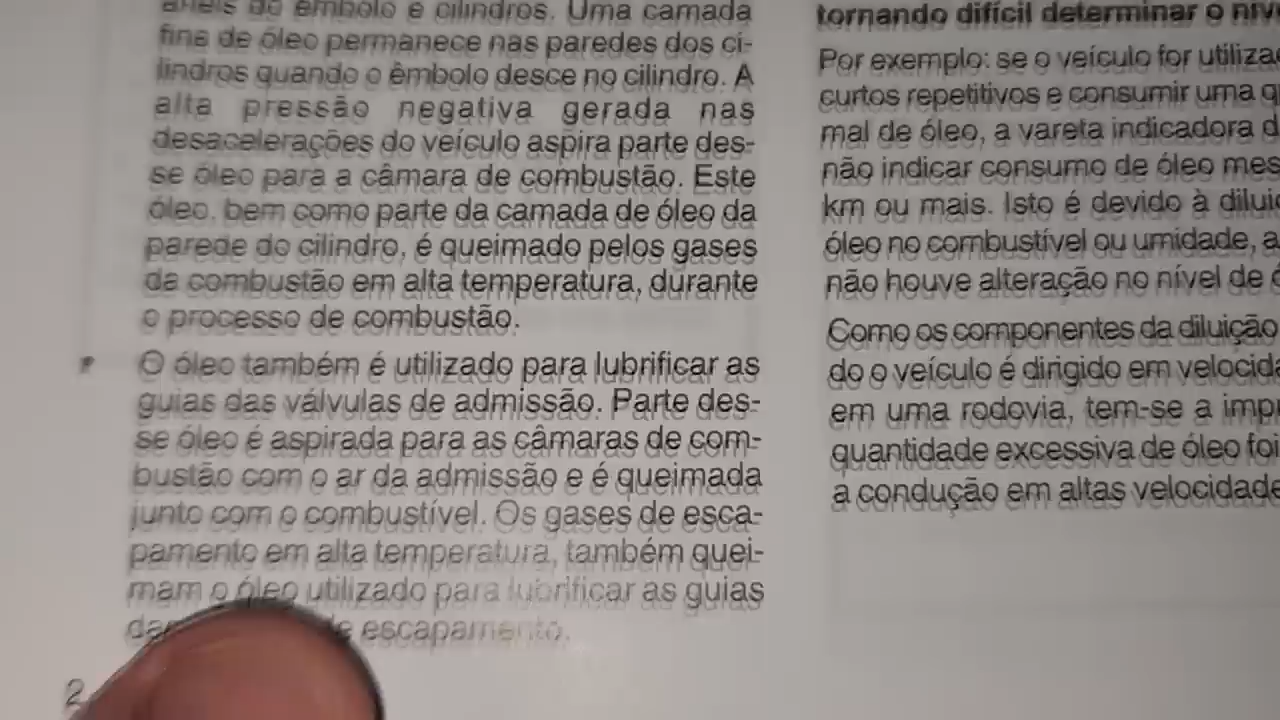 anéis do êmbolo e cilindros. Uma camada
fina de óleo permanece nas paredes dos ci-
lindros quando o êmbolo desce no cilindro. A
alta pressão negativa gerada nas
desacelerações do veículo aspira parte des-
se óleo para a câmara de combustão. Este
óleo, bem como parte da camada de óleo da
parede do cilindro, é queimado pelos gases
da combustão em alta temperatura, durante
o processo de combustão.
O óleo também é utilizado para lubrificar as
guias das válvulas de admissão. Parte des-
se óleo é aspirada para as câmaras de com-
bustão com o ar da admissão e é queimada
junto com o combustível. Os gases de esca-
pamento em alta temperatura, também quei-
mam o óleo utilizado para lubrificar as guias
escapamento.
2
tornando difícil determinar o
Por exemplo: se o veículo for
curtos repetitivos e consumir uma
mal de óleo, a vareta indicadora
não indicar consumo de óleo
km ou mais. Isto é devido à
óleo no combustível ou umidade,
não houve alteração no nível de
Como os componentes da diluição
do o veículo é dirigido em
em uma rodovia, tem-se a
quantidade excessiva de óleo foi
a condução em altas